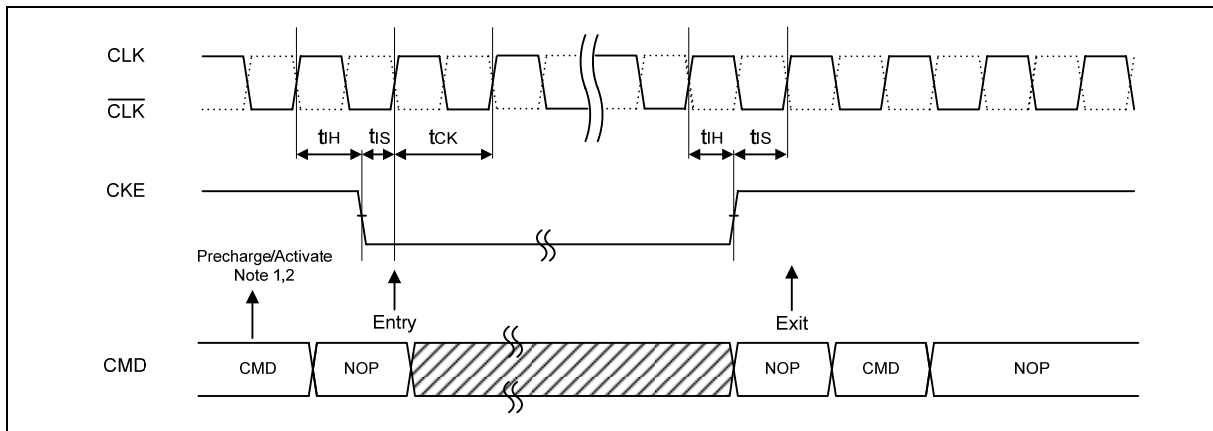 CLK
CLK
tIH tIS tCK tIH tIS
CKE
Precharge/Activate
Note 1,2
Entry
Exit
CMD
CMD NOP NOP CMD NOP